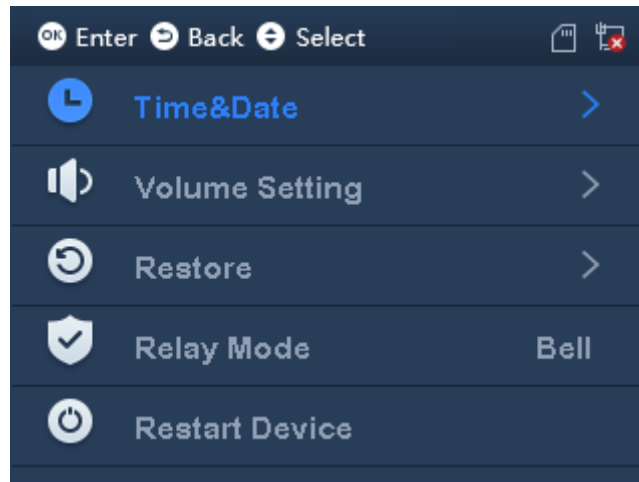 OK Enter Back Select
Time&Date
Volume Setting
Restore
Relay Mode Bell
Restart Device